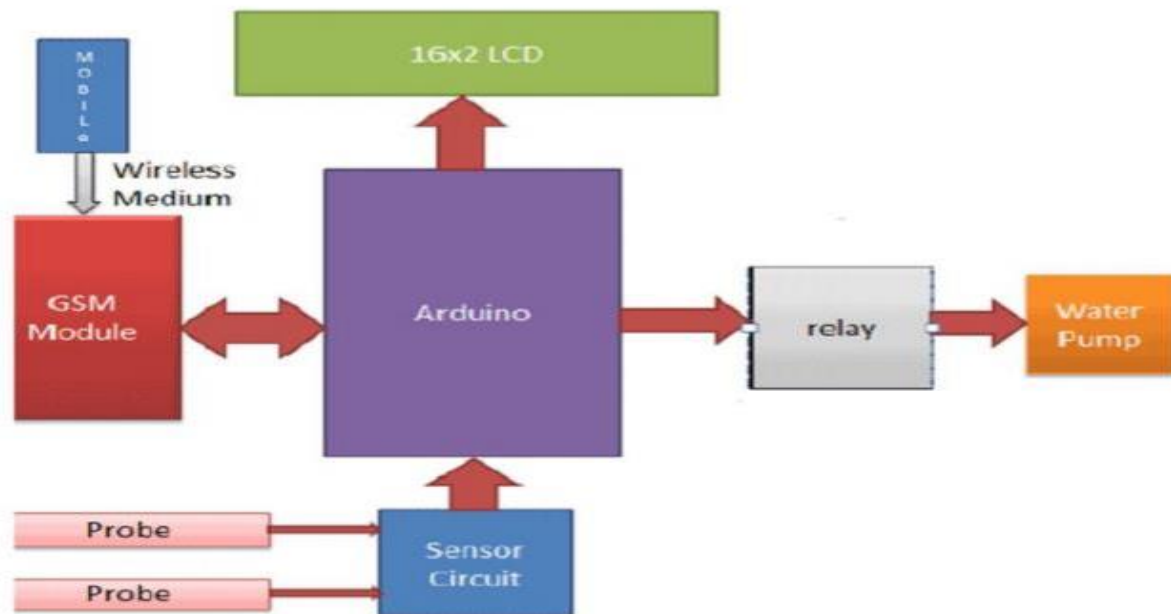 16x2 LCD
MOBILe
Wireless
Medium
GSM
Module
Arduino
relay
Water
Pump
Probe
Sensor
Circuit
Probe